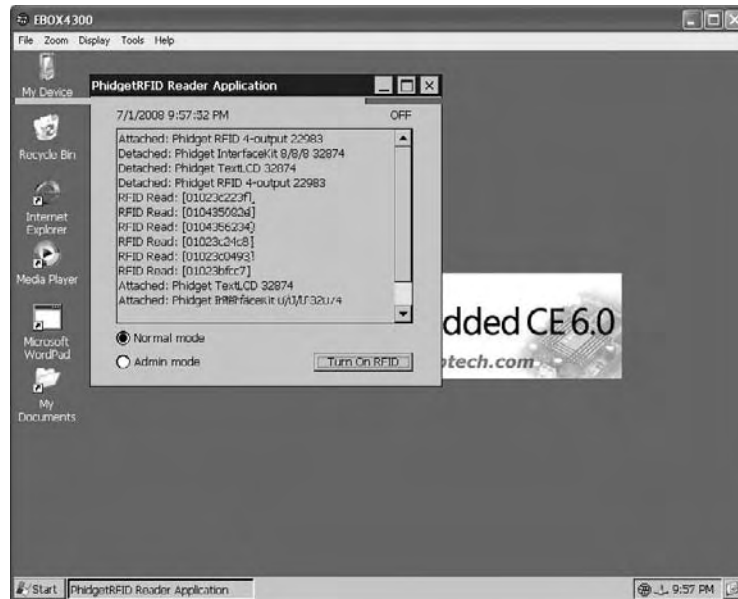 EBOX4300
File Zoom Display Tools Help
My Device
PhidgetRFID Reader Application
7/1/2008 9:57:32 PM OFF
Attached: Phidget RFID 4-output 22983
Detached: Phidget InterfaceKit 8/8/8 32874
Detached: Phidget TextLCD 32874
Detached: Phidget RFID 4-output 22983
RFID Read: [01023c223f]
RFID Read: [010435002d]
RFID Read: [0104356234]
RFID Read: [01023c24c8]
RFID Read: [01023c0493]
RFID Read: [01023bfcc7]
Attached: Phidget TextLCD 32874
Attached: Phidget
Normal mode
Admin mode
Turn On RFID
Recycle Bin
Internet
Explorer
Media Player
Microsoft
WordPad
My
Documents
dded CE 6.0
tech.com
Start PhidgetRFID Reader Application 9:57 PM